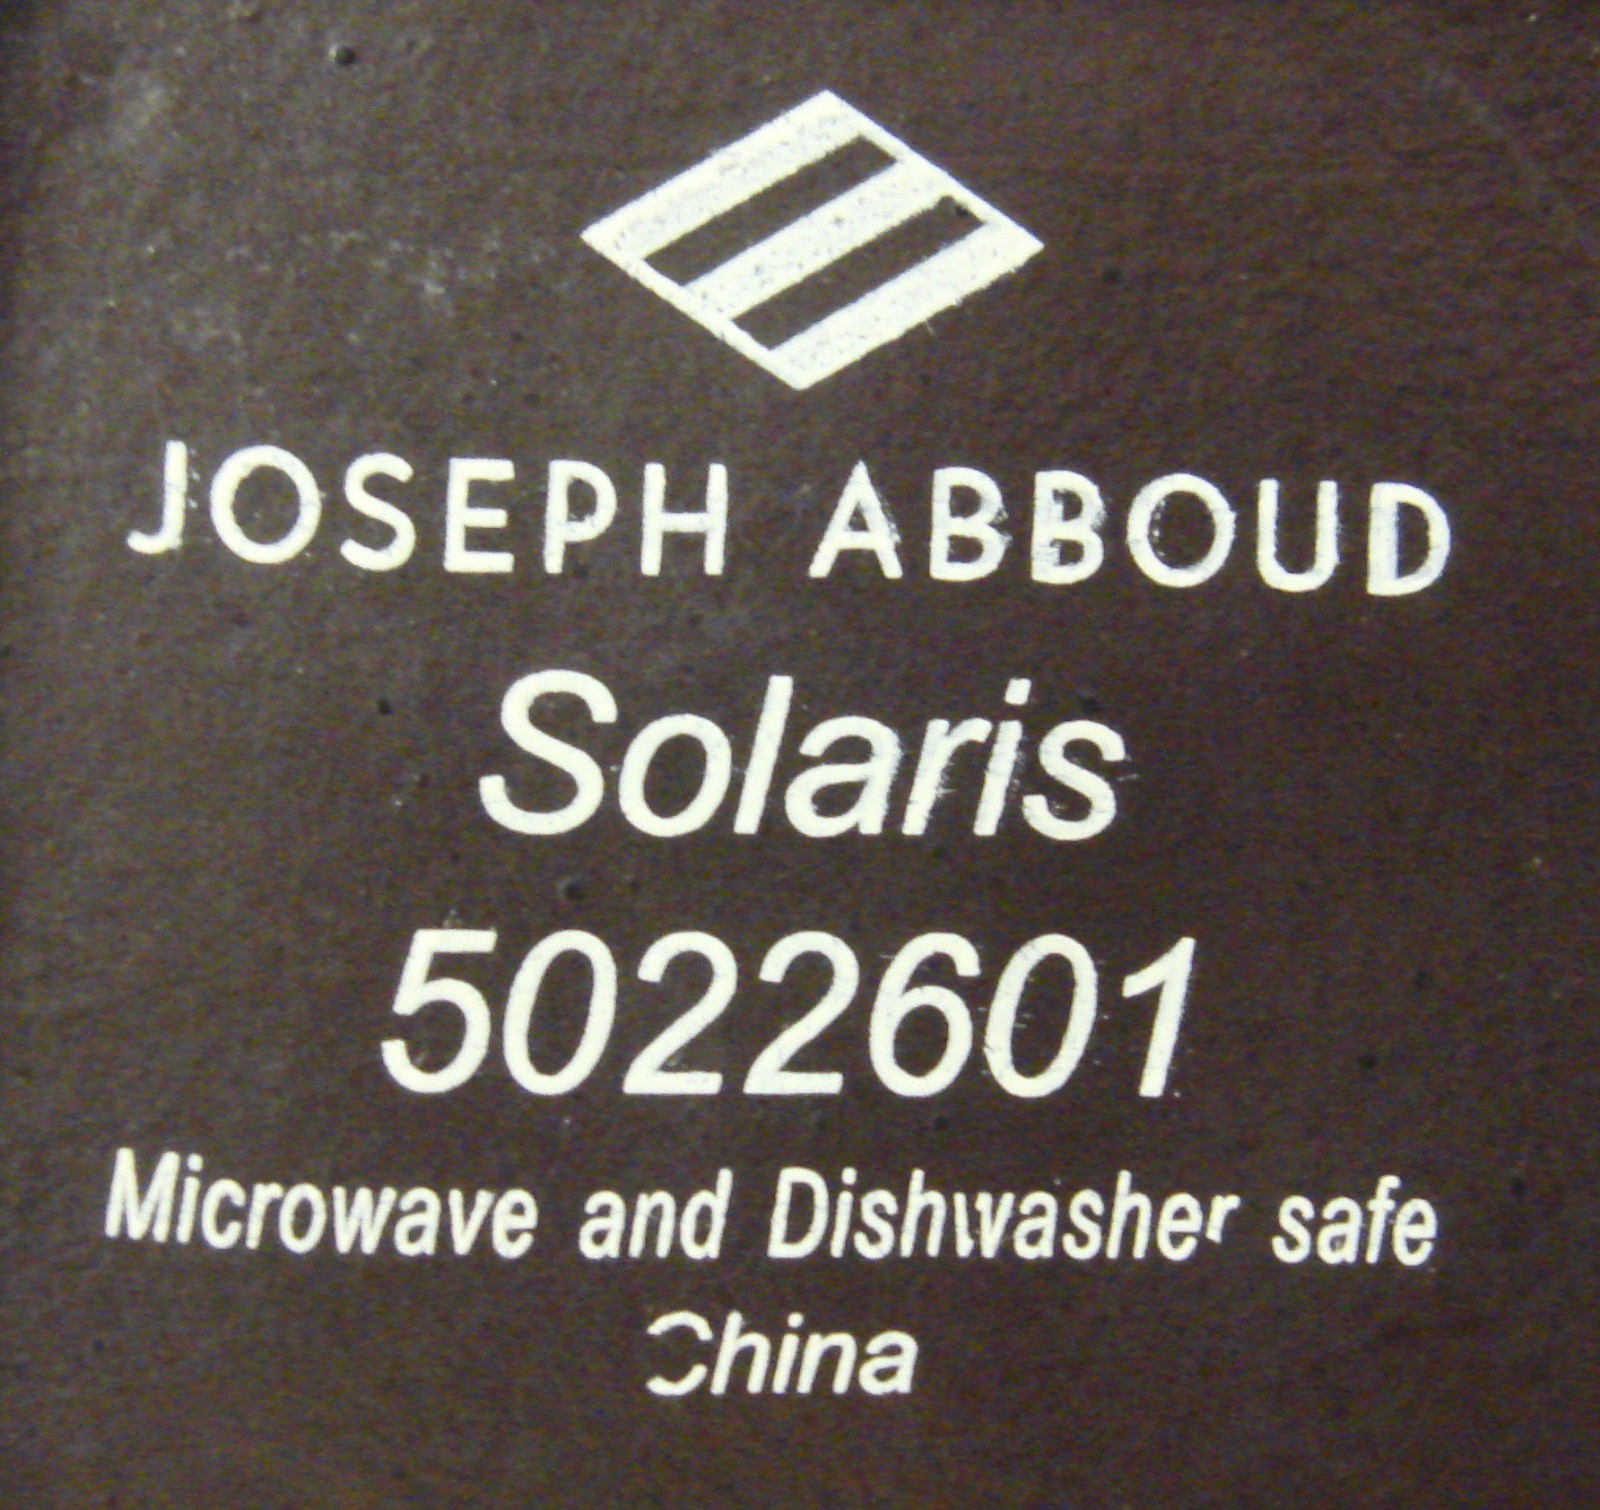 JOSEPH ABBOUD
Solaris
5022601
Microwave and Dishwasher safe
China